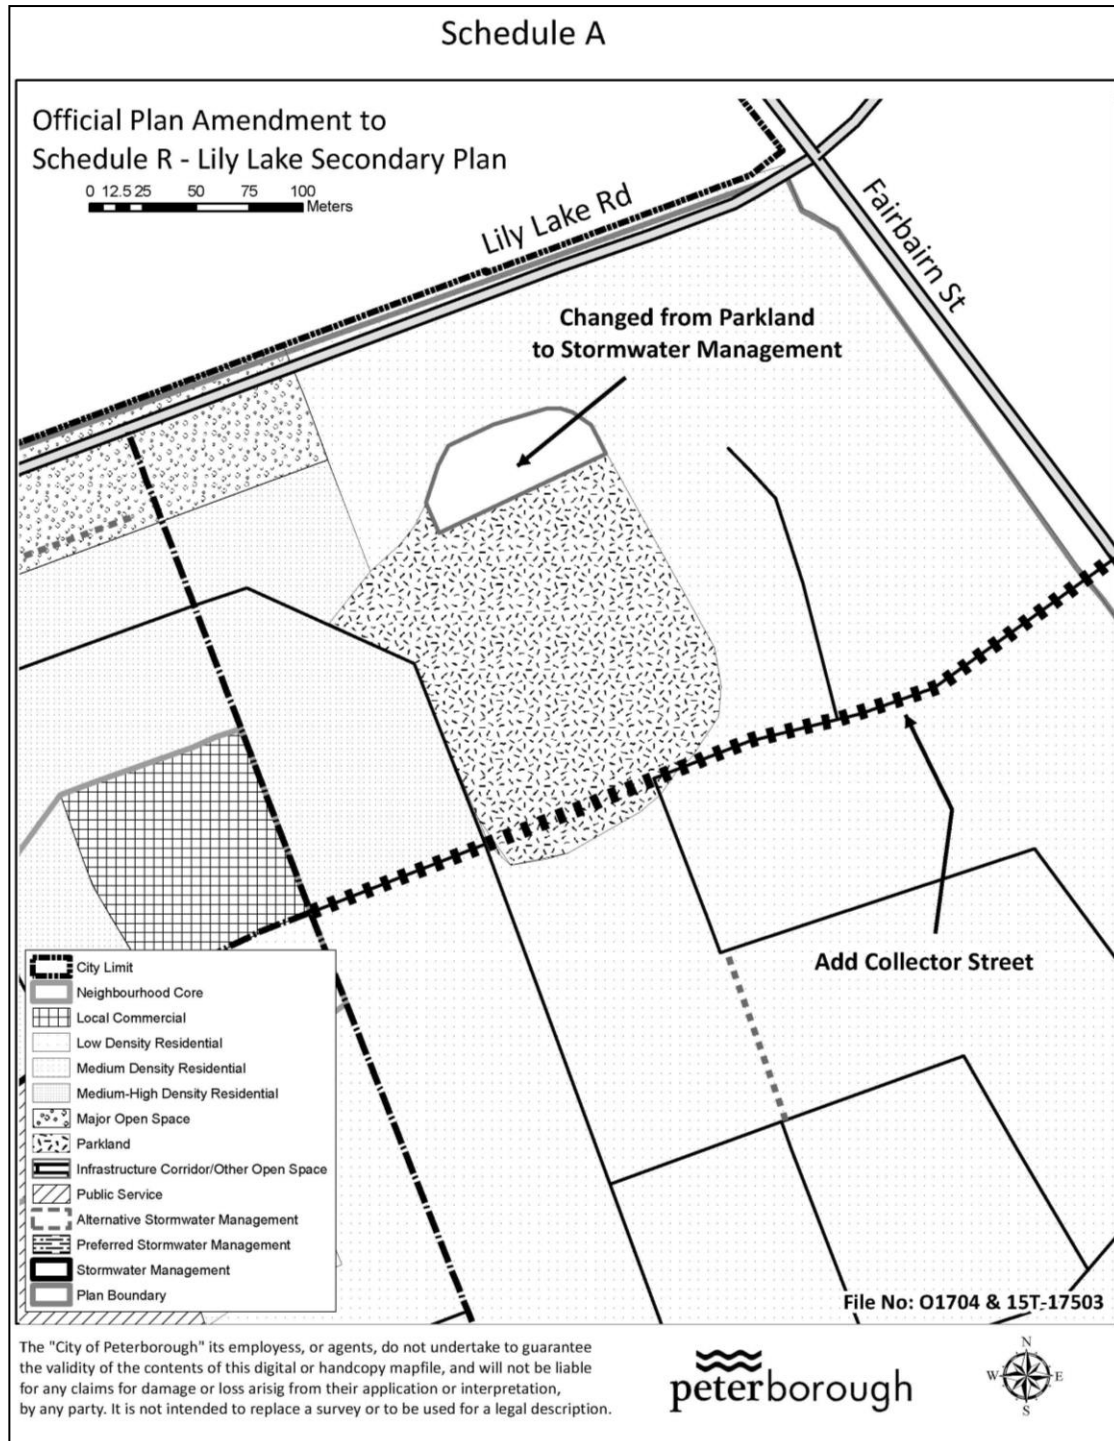 Schedule A
Official Plan Amendment to
Schedule R - Lily Lake Secondary Plan
0 12.5 25 50 75 100
Meters
Lily Lake Rd
Fairbairn St
Changed from Parkland
to Stormwater Management
Add Collector Street
City Limit
Neighbourhood Core
Local Commercial
Low Density Residential
Medium Density Residential
Medium-High Density Residential
Major Open Space
Parkland
Infrastructure Corridor/Other Open Space
Public Service
Alternative Stormwater Management
Preferred Stormwater Management
Stormwater Management
Plan Boundary
File No: O1704 & 15T-17503
The "City of Peterborough" its employess, or agents, do not undertake to guarantee
the validity of the contents of this digital or handcopy mapfile, and will not be liable
for any claims for damage or loss arisig from their application or interpretation,
by any party. It is not intended to replace a survey or to be used for a legal description.
peterborough
N
W E
S